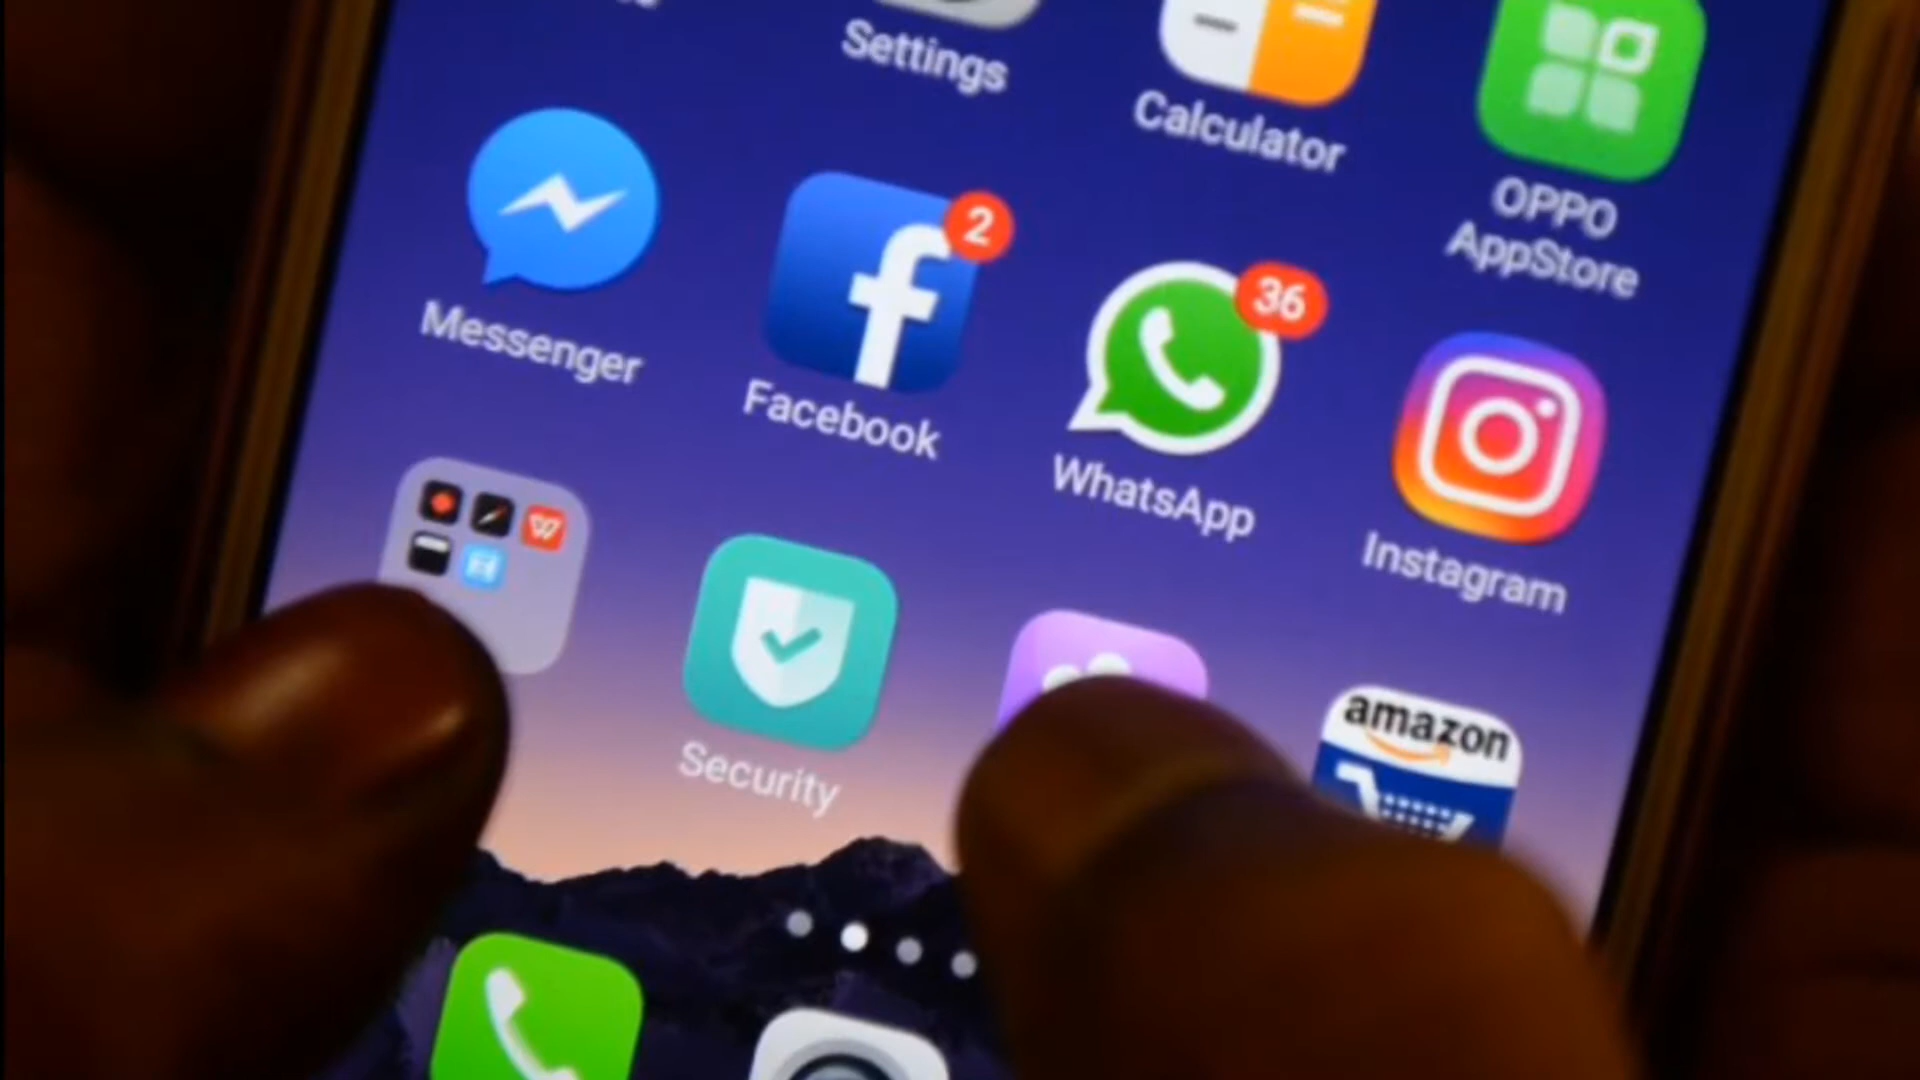 Settings
Calculator
OPPO
AppStore
Messenger
2
Facebook
36
WhatsApp
Instagram
Security
amazon